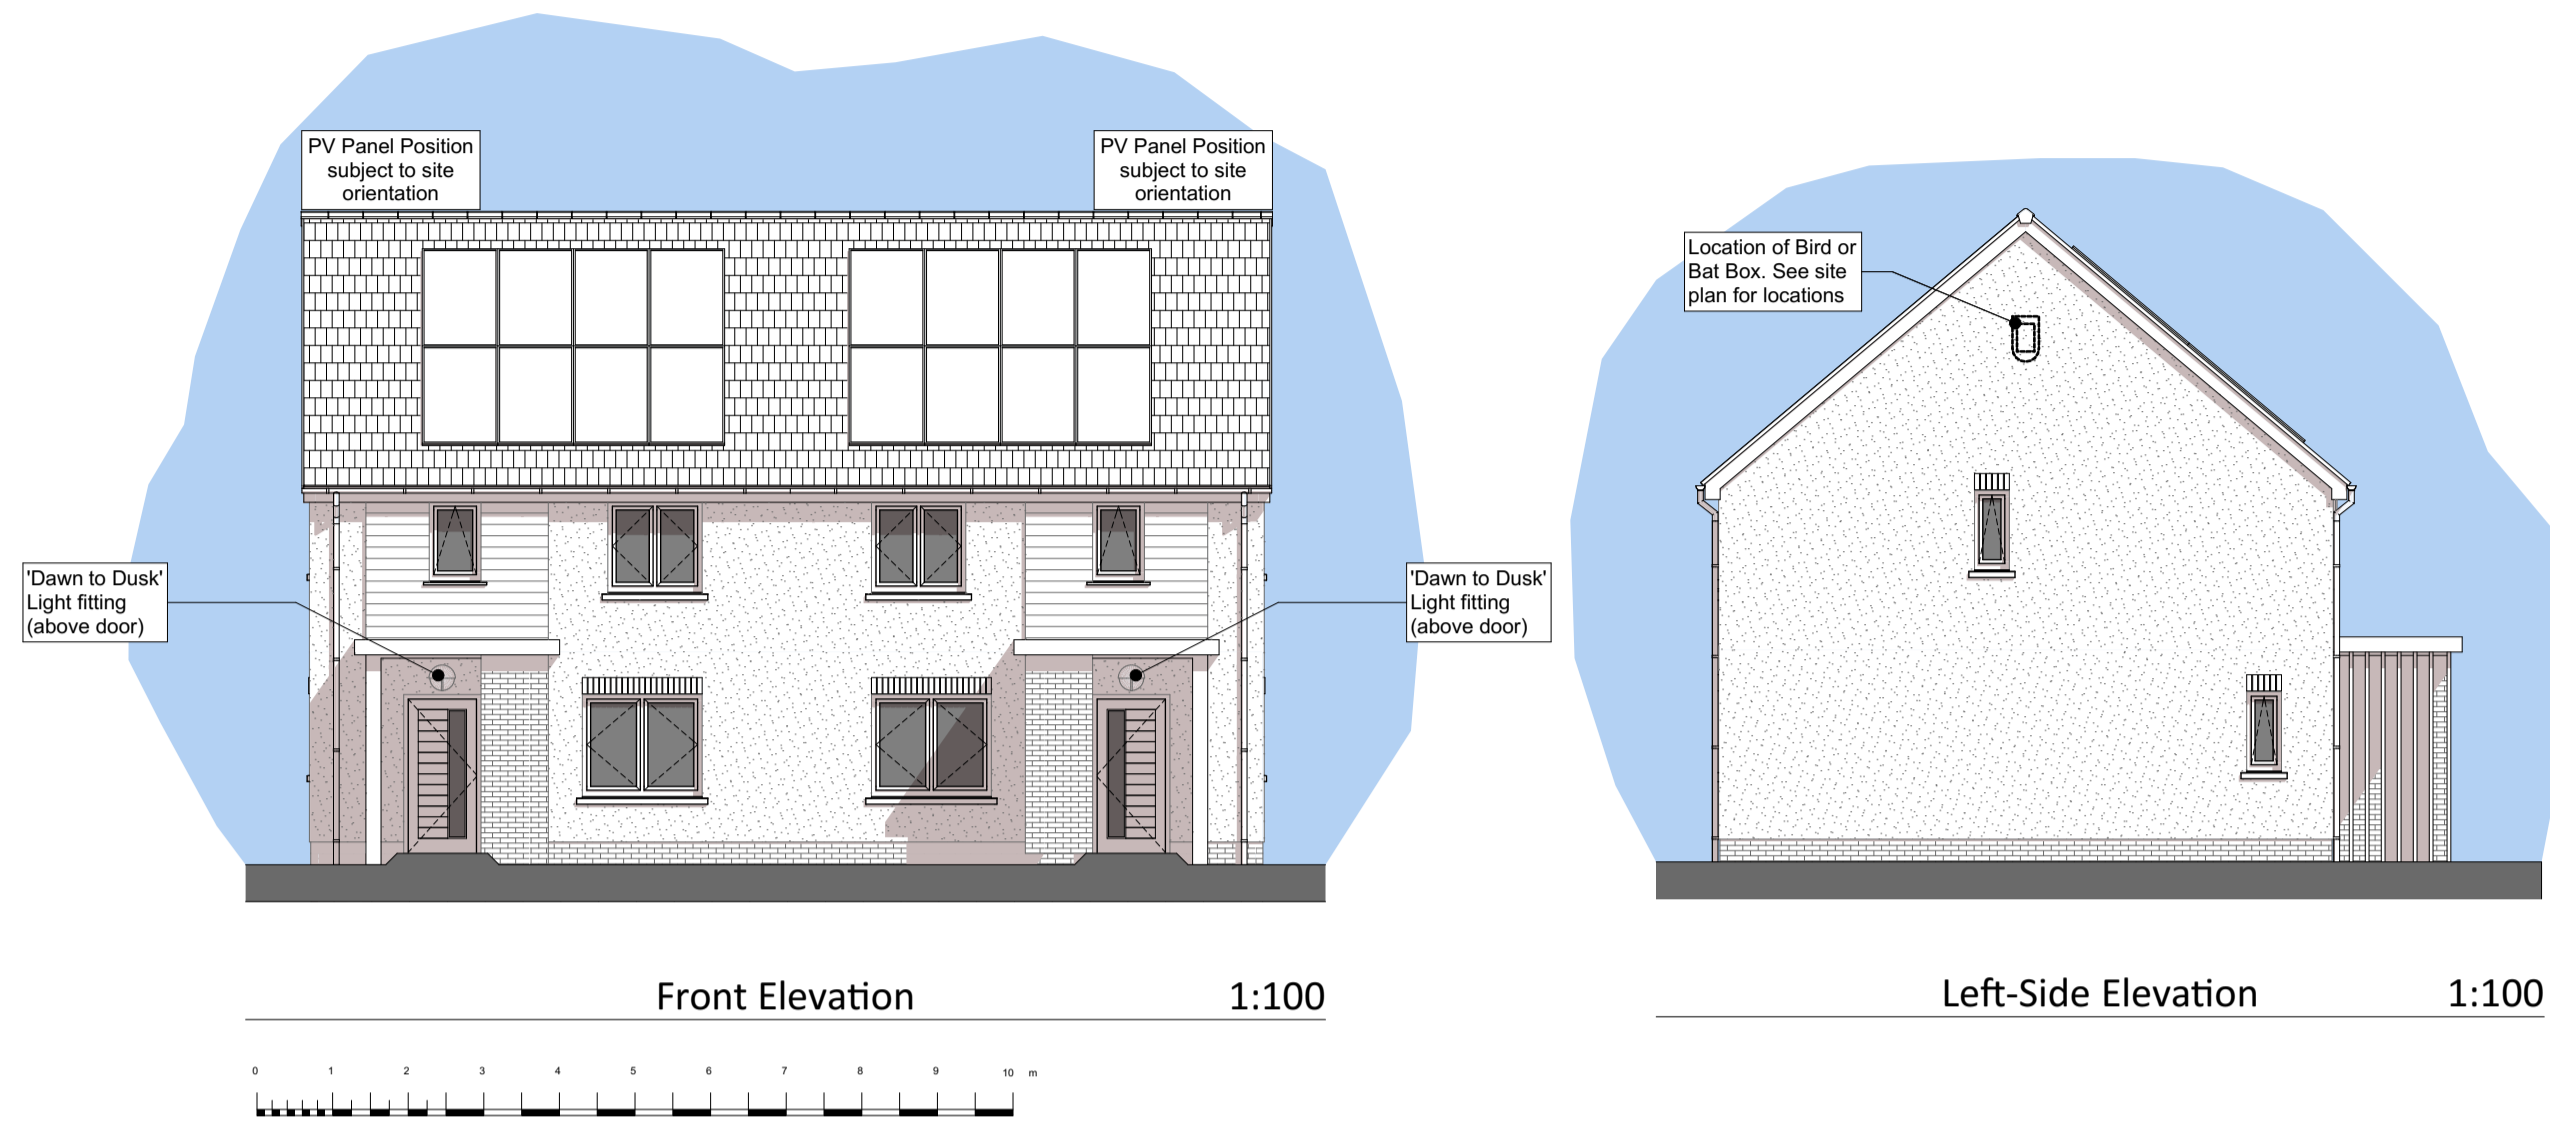 PV Panel Position
subject to site
orientation
PV Panel Position
subject to site
orientation
Location of Bird or
Bat Box. See site
plan for locations
'Dawn to Dusk'
Light fitting
(above door)
'Dawn to Dusk'
Light fitting
(above door)
Front Elevation 1:100
Left-Side Elevation 1:100
0 1 2 3 4 5 6 7 8 9 10 m